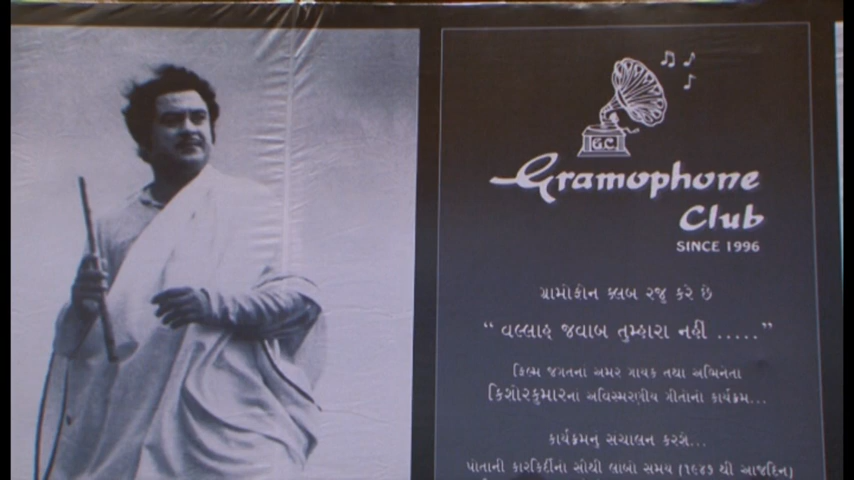 G.C.
Gramophone
Club
SINCE 1996
ગ્રામોફોન ક્લબ રજુ કરે છે
“ વલ્લાહ જવાબ તુમ્હારા નહીં ..... ”
ફિલ્મ જગતનાં અમર ગાયક તથા અભિનેતા
કિશોરકુમારનાં અવિસ્મરણીય ગીતોનો કાર્યક્રમ...
કાર્યક્રમનું સંચાલન કરશે...
પોતાની કારકિર્દીનો સૌથી લાંબો સમય (૧૯૪૬ થી આજદિન)